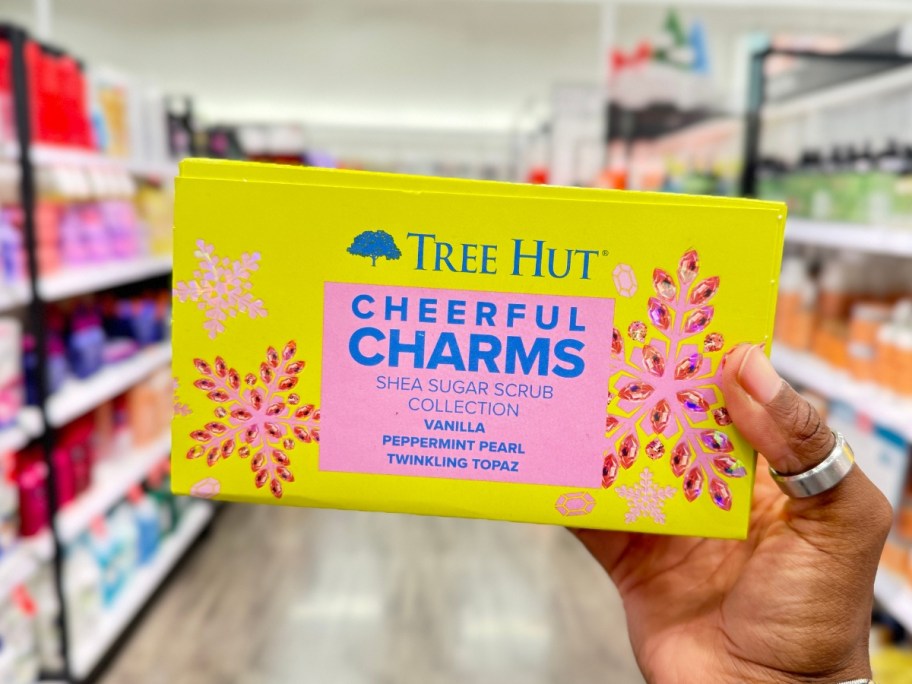 TREE HUT®
CHEERFUL
CHARMS
SHEA SUGAR SCRUB
COLLECTION
VANILLA
PEPPERMINT PEARL
TWINKLING TOPAZ